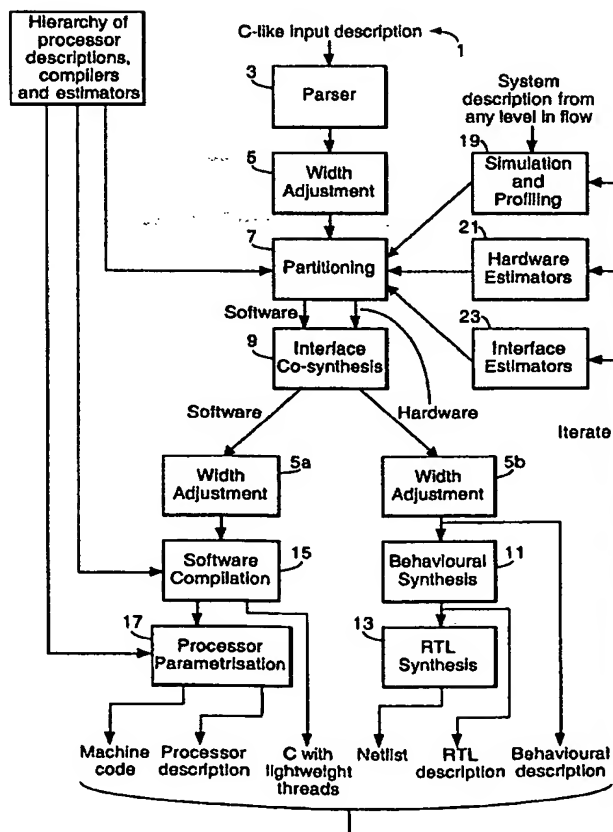 Hierarchy of
processor
descriptions,
compilers
and estimators
C-like input description
1
3
Parser
System
description from
any level in flow
5
Width
Adjustment
19
Simulation
and
Profiling
7
Partitioning
21
Hardware
Estimators
Software
9
Interface
Co-synthesis
23
Interface
Estimators
Software
Hardware
Iterate
Width
Adjustment
5a
Width
Adjustment
5b
Software
Compilation
15
Behavioural
Synthesis
11
17
Processor
Parametrisation
13
RTL
Synthesis
Machine
code
Processor
description
C with
lightweight
threads
Netlist
RTL
description
Behavioural
description